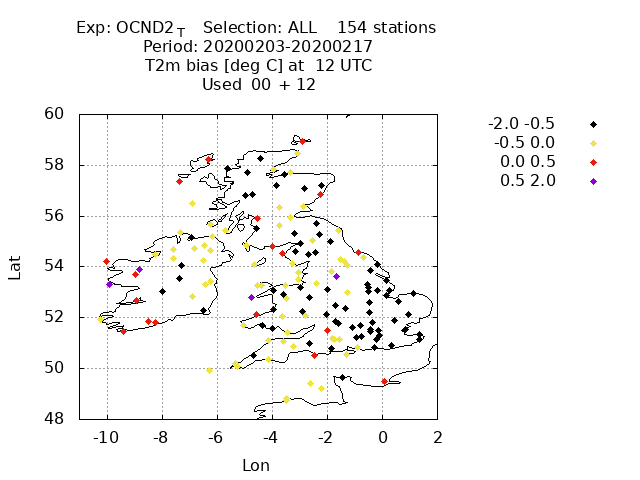 Exp: OCND2T Selection: ALL 154 stations
Period: 20200203-20200217
T2m bias [deg C] at 12 UTC
Used 00 + 12
-2.0 -0.5
-0.5 0.0
0.0 0.5
0.5 2.0
60
58
56
54
52
50
48
Lat
-10 -8 -6 -4 -2 0 2
Lon